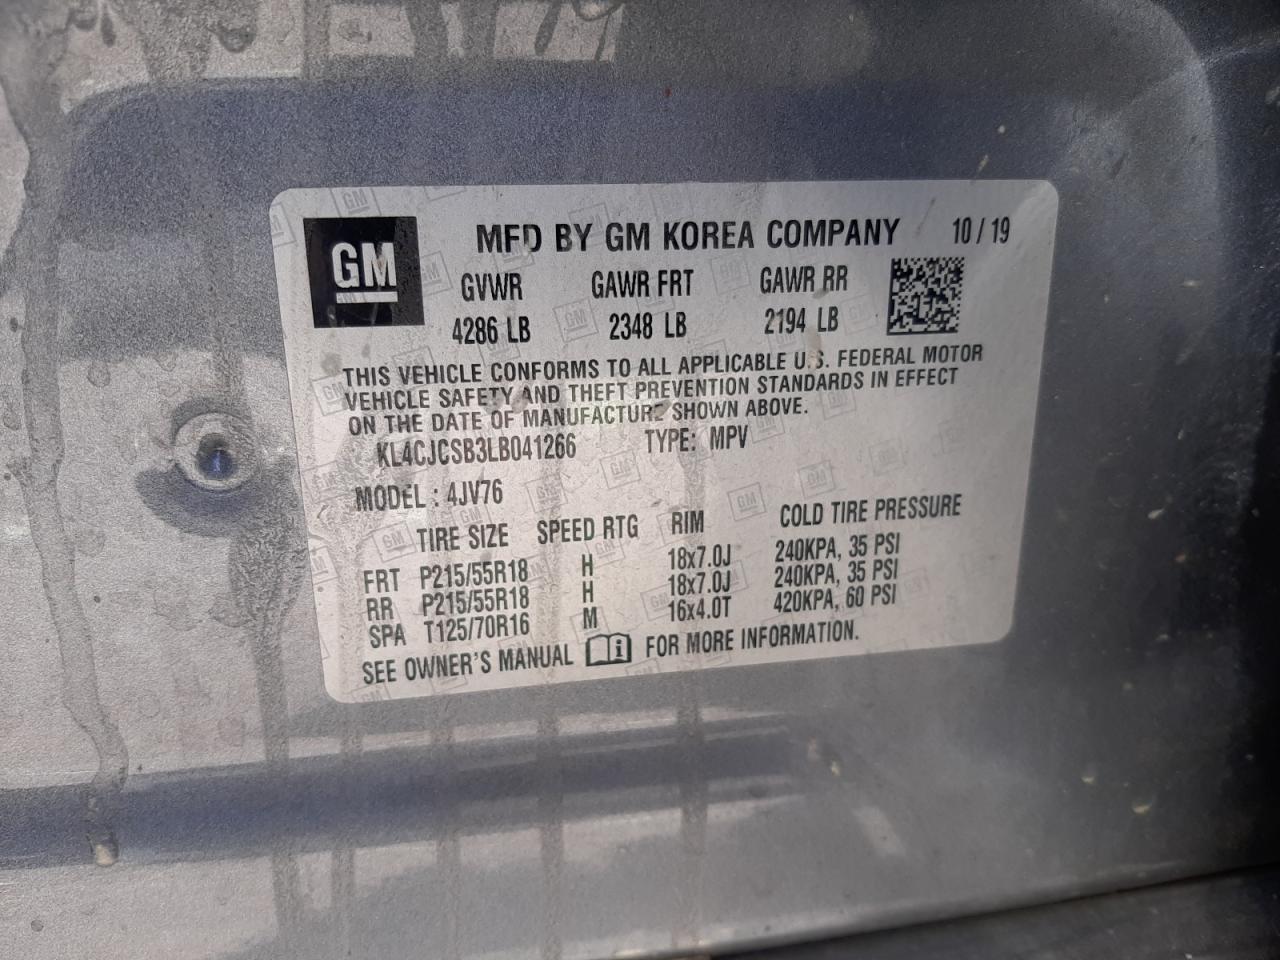 GM
MFD BY GM KOREA COMPANY 10/19
GVWR GAWR FRT GAWR RR
4286 LB 2348 LB 2194 LB
THIS VEHICLE CONFORMS TO ALL APPLICABLE U.S. FEDERAL MOTOR
VEHICLE SAFETY AND THEFT PREVENTION STANDARDS IN EFFECT
ON THE DATE OF MANUFACTURE SHOWN ABOVE.
KL4CJCSB3LB041266 TYPE: MPV
MODEL : 4JV76
TIRE SIZE SPEED RTG RIM COLD TIRE PRESSURE
FRT P215/55R18 H 18x7.0J 240KPA, 35 PSI
RR P215/55R18 H 18x7.0J 240KPA, 35 PSI
SPA T125/70R16 M 16x4.0T 420KPA, 60 PSI
SEE OWNER'S MANUAL i FOR MORE INFORMATION.